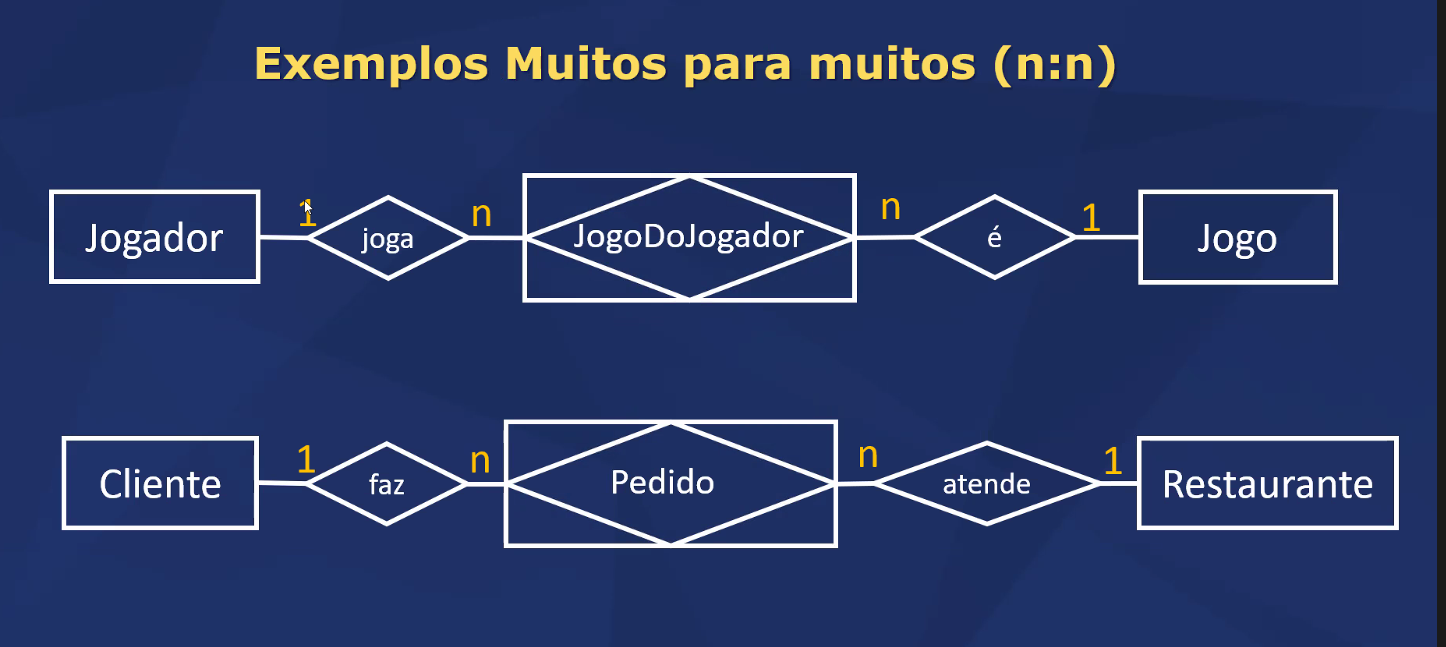 Exemplos Muitos para muitos (n:n)
Jogador 1 joga n JogoDoJogador n é 1 Jogo
Cliente 1 faz n Pedido n atende 1 Restaurante